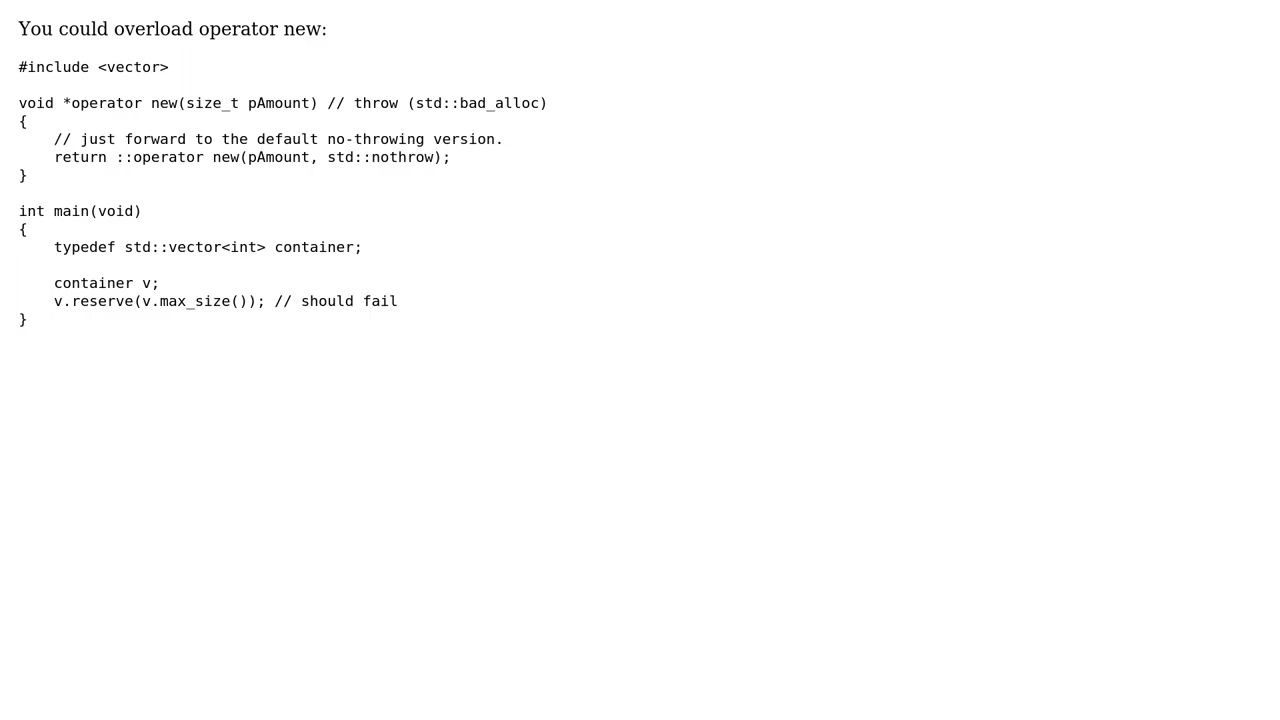 You could overload operator new:
#include <vector>
void *operator new(size_t pAmount) // throw (std::bad_alloc)
{
    // just forward to the default no-throwing version.
    return ::operator new(pAmount, std::nothrow);
}
int main(void)
{
    typedef std::vector<int> container;
    container v;
    v.reserve(v.max_size()); // should fail
}